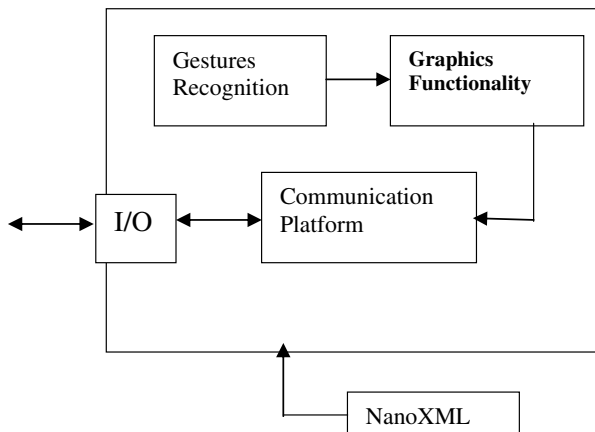 Gestures
Recognition
Graphics
Functionality
I/O
Communication
Platform
NanoXML